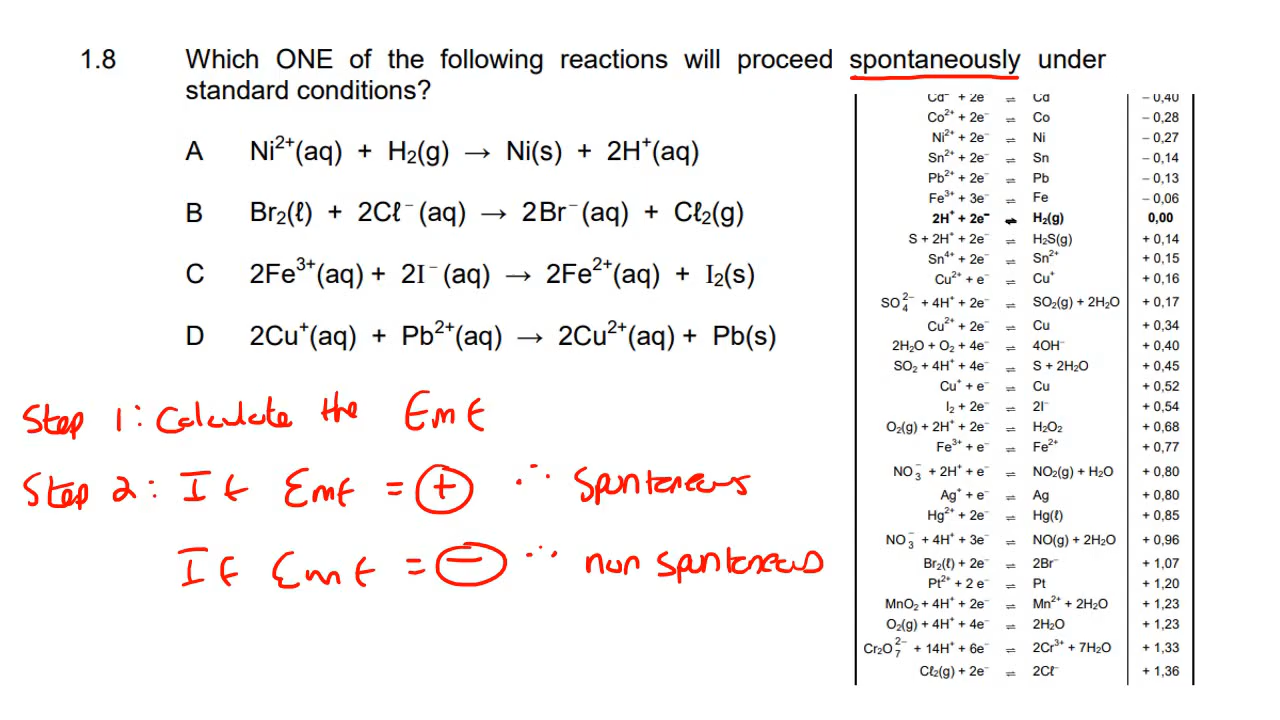 1.8 Which ONE of the following reactions will proceed spontaneously under
standard conditions?
A Ni²⁺(aq) + H₂(g) → Ni(s) + 2H⁺(aq)
B Br₂(ℓ) + 2Cℓ⁻(aq) → 2Br⁻(aq) + Cℓ₂(g)
C 2Fe³⁺(aq) + 2I⁻(aq) → 2Fe²⁺(aq) + I₂(s)
D 2Cu⁺(aq) + Pb²⁺(aq) → 2Cu²⁺(aq) + Pb(s)
Step 1: Calculate the Emf
Step 2: If Emf = + ∴ spontaneous
If Emf = − ∴ non spontaneous
Cd²⁺ + 2e⁻ ⇌ Cd − 0,40
Co²⁺ + 2e⁻ ⇌ Co − 0,28
Ni²⁺ + 2e⁻ ⇌ Ni − 0,27
Sn²⁺ + 2e⁻ ⇌ Sn − 0,14
Pb²⁺ + 2e⁻ ⇌ Pb − 0,13
Fe³⁺ + 3e⁻ ⇌ Fe − 0,06
2H⁺ + 2e⁻ ⇌ H₂(g) 0,00
S + 2H⁺ + 2e⁻ ⇌ H₂S(g) + 0,14
Sn⁴⁺ + 2e⁻ ⇌ Sn²⁺ + 0,15
Cu²⁺ + e⁻ ⇌ Cu⁺ + 0,16
SO₄²⁻ + 4H⁺ + 2e⁻ ⇌ SO₂(g) + 2H₂O + 0,17
Cu²⁺ + 2e⁻ ⇌ Cu + 0,34
2H₂O + O₂ + 4e⁻ ⇌ 4OH⁻ + 0,40
SO₂ + 4H⁺ + 4e⁻ ⇌ S + 2H₂O + 0,45
Cu⁺ + e⁻ ⇌ Cu + 0,52
I₂ + 2e⁻ ⇌ 2I⁻ + 0,54
O₂(g) + 2H⁺ + 2e⁻ ⇌ H₂O₂ + 0,68
Fe³⁺ + e⁻ ⇌ Fe²⁺ + 0,77
NO₃⁻ + 2H⁺ + e⁻ ⇌ NO₂(g) + H₂O + 0,80
Ag⁺ + e⁻ ⇌ Ag + 0,80
Hg²⁺ + 2e⁻ ⇌ Hg(ℓ) + 0,85
NO₃⁻ + 4H⁺ + 3e⁻ ⇌ NO(g) + 2H₂O + 0,96
Br₂(ℓ) + 2e⁻ ⇌ 2Br⁻ + 1,07
Pt²⁺ + 2 e⁻ ⇌ Pt + 1,20
MnO₂ + 4H⁺ + 2e⁻ ⇌ Mn²⁺ + 2H₂O + 1,23
O₂(g) + 4H⁺ + 4e⁻ ⇌ 2H₂O + 1,23
Cr₂O₇²⁻ + 14H⁺ + 6e⁻ ⇌ 2Cr³⁺ + 7H₂O + 1,33
Cℓ₂(g) + 2e⁻ ⇌ 2Cℓ⁻ + 1,36